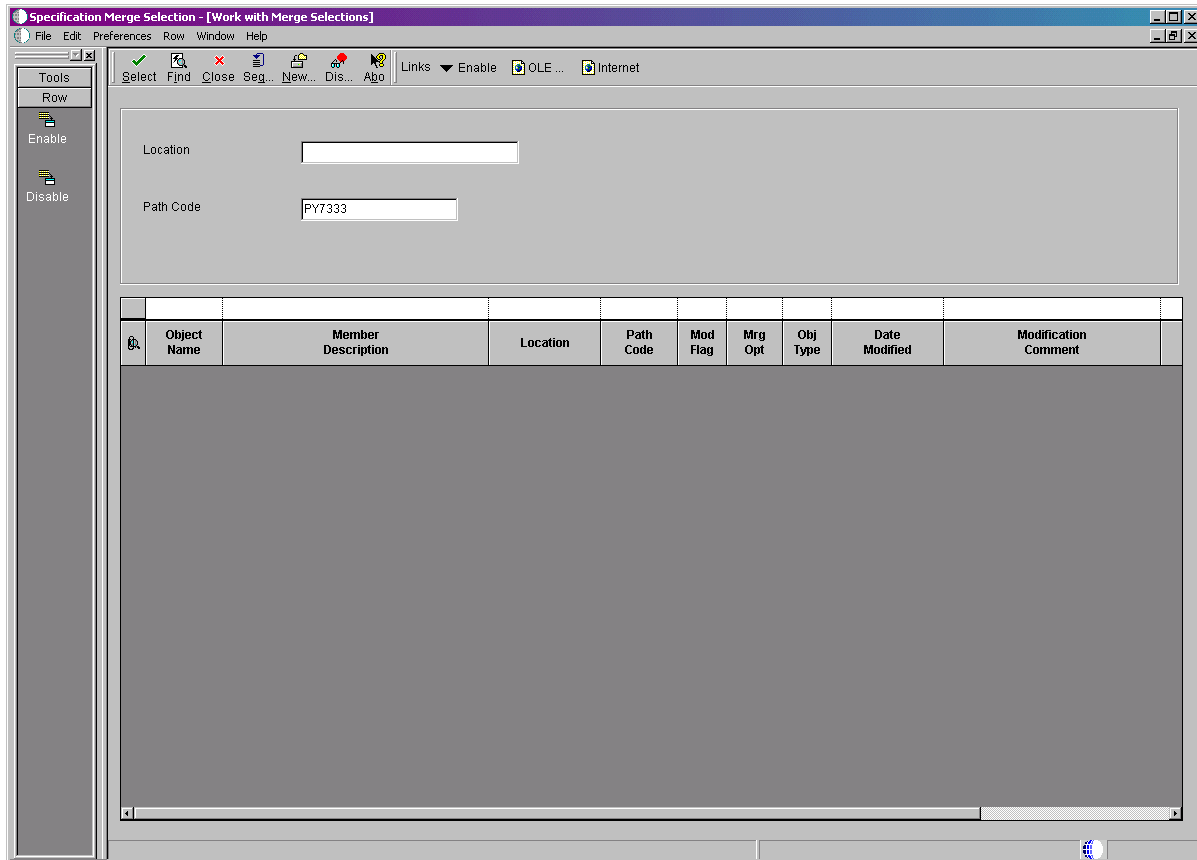 Specification Merge Selection - [Work with Merge Selections]
File Edit Preferences Row Window Help
Select Find Close Seq... New... Dis... Abo Links Enable OLE ... Internet
Tools
Row
Enable
Disable
Location
Path Code PY7333
Object Name Member Description Location Path Code Mod Flag Mrg Opt Obj Type Date Modified Modification Comment